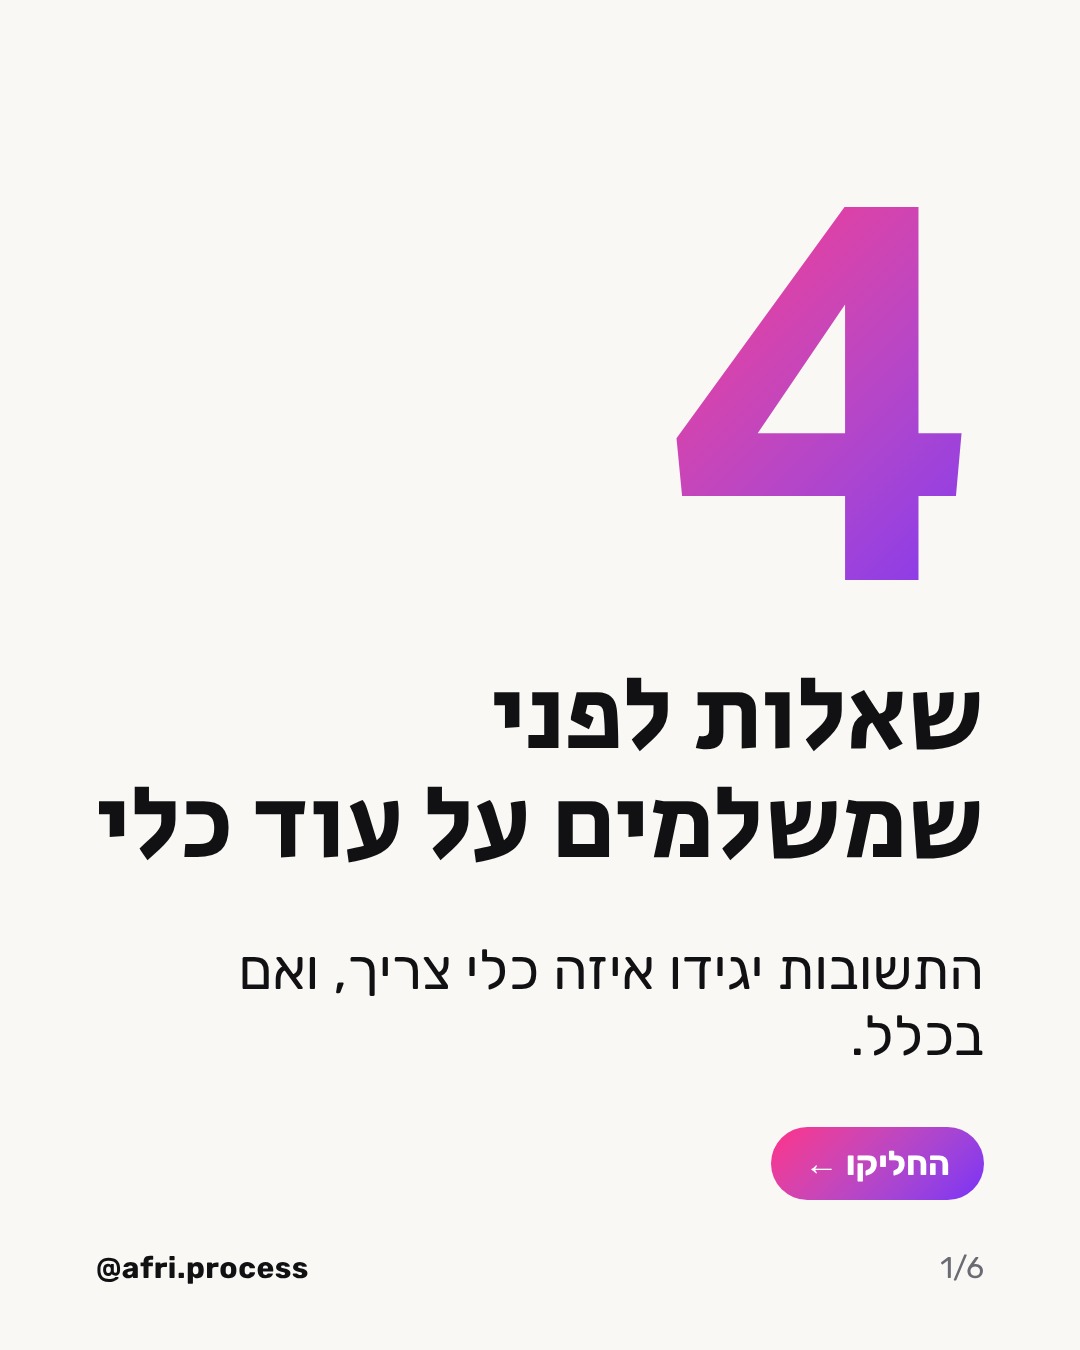 4
שאלות לפני
שמשלמים על עוד כלי
התשובות יגידו איזה כלי צריך, ואם
בכלל.
החליקו ←
@afri.process
1/6